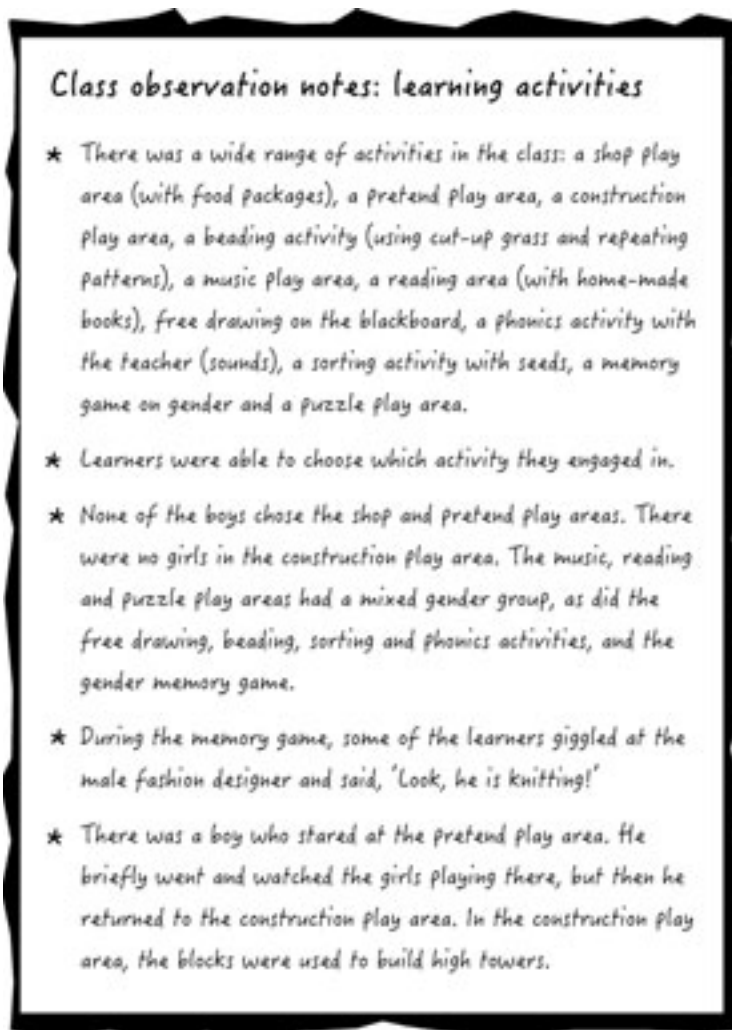 Class observation notes: learning activities
* There was a wide range of activities in the class: a shop play
area (with food packages), a pretend play area, a construction
play area, a beading activity (using cut-up grass and repeating
patterns), a music play area, a reading area (with home-made
books), free drawing on the blackboard, a phonics activity with
the teacher (sounds), a sorting activity with seeds, a memory
game on gender and a puzzle play area.
* Learners were able to choose which activity they engaged in.
* None of the boys chose the shop and pretend play areas. There
were no girls in the construction play area. The music, reading
and puzzle play areas had a mixed gender group, as did the
free drawing, beading, sorting and phonics activities, and the
gender memory game.
* During the memory game, some of the learners giggled at the
male fashion designer and said, 'Look, he is knitting!'
* There was a boy who stared at the pretend play area. He
briefly went and watched the girls playing there, but then he
returned to the construction play area. In the construction play
area, the blocks were used to build high towers.